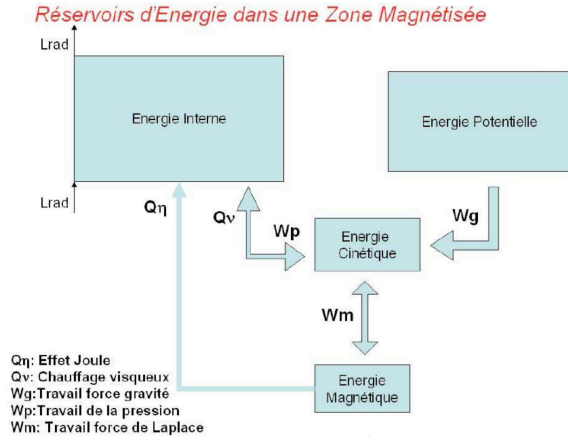 Réservoirs d'Energie dans une Zone Magnétisée
Lrad
Energie Interne
Energie Potentielle
Lrad
Qη
Qν
Wp
Energie
Cinétique
Wg
Wm
Energie
Magnétique
Qη: Effet Joule
Qν: Chauffage visqueux
Wg:Travail force gravité
Wp:Travail de la pression
Wm: Travail force de Laplace